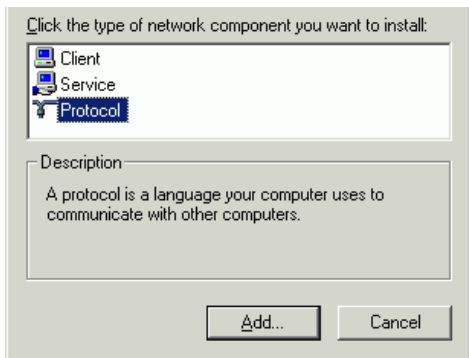 Click the type of network component you want to install:
Client
Service
Protocol
Description
A protocol is a language your computer uses to
communicate with other computers.
Add...
Cancel